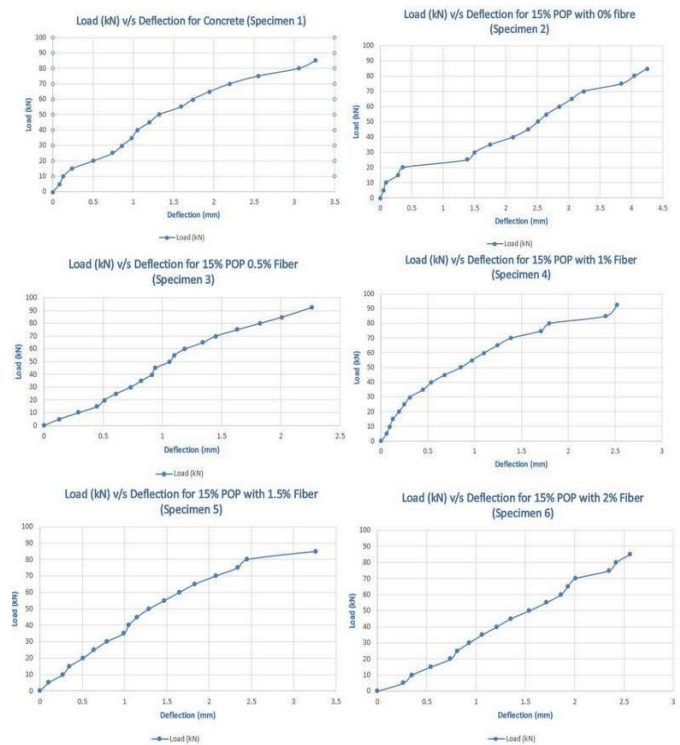 Load (kN) v/s Deflection for Concrete (Specimen 1)
100
90
80
70
60
50
40
30
20
10
0
Load (kN)
0 0.5 1 1.5 2 2.5 3 3.5
Deflection (mm)
Load (kN)
Load (kN) v/s Deflection for 15% POP with 0% fibre
(Specimen 2)
100
90
80
70
60
50
40
30
20
10
0
Load (kN)
0 0.5 1 1.5 2 2.5 3 3.5 4 4.5
Deflection (mm)
Load (kN)
Load (kN) v/s Deflection for 15% POP 0.5% Fiber
(Specimen 3)
100
90
80
70
60
50
40
30
20
10
0
Load (kN)
0 0.5 1 1.5 2 2.5
Deflection (mm)
Load (kN)
Load (kN) v/s Deflection for 15% POP with 1% Fiber
(Specimen 4)
100
90
80
70
60
50
40
30
20
10
0
Load (kN)
0 0.5 1 1.5 2 2.5 3
Deflection (mm)
Load (kN)
Load (kN) v/s Deflection for 15% POP with 1.5% Fiber
(Specimen 5)
100
90
80
70
60
50
40
30
20
10
0
Load (kN)
0 0.5 1 1.5 2 2.5 3 3.5
Deflection (mm)
Load (kN)
Load (kN) v/s Deflection for 15% POP with 2% Fiber
(Specimen 6)
100
90
80
70
60
50
40
30
20
10
0
Load (kN)
0 0.5 1 1.5 2 2.5 3
Deflection (mm)
Load (kN)